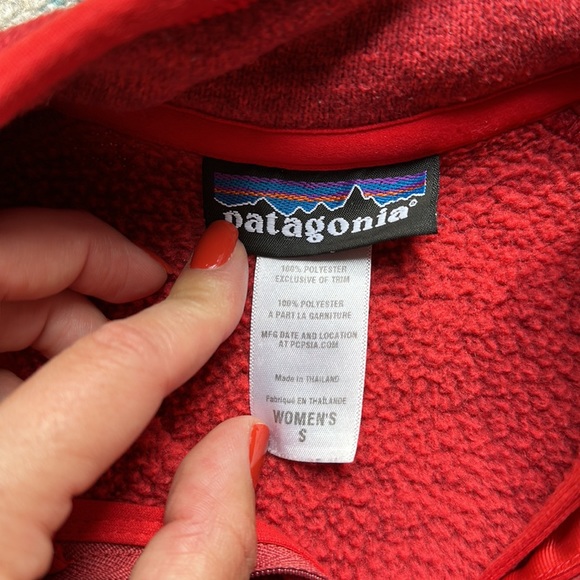 patagonia®
100% POLYESTER
EXCLUSIVE OF TRIM
100% POLYESTER
A PART LA GARNITURE
MFG DATE AND LOCATION
AT PCPSIA.COM
Made in THAILAND
Fabriqué EN THAÏLANDE
WOMEN'S
S